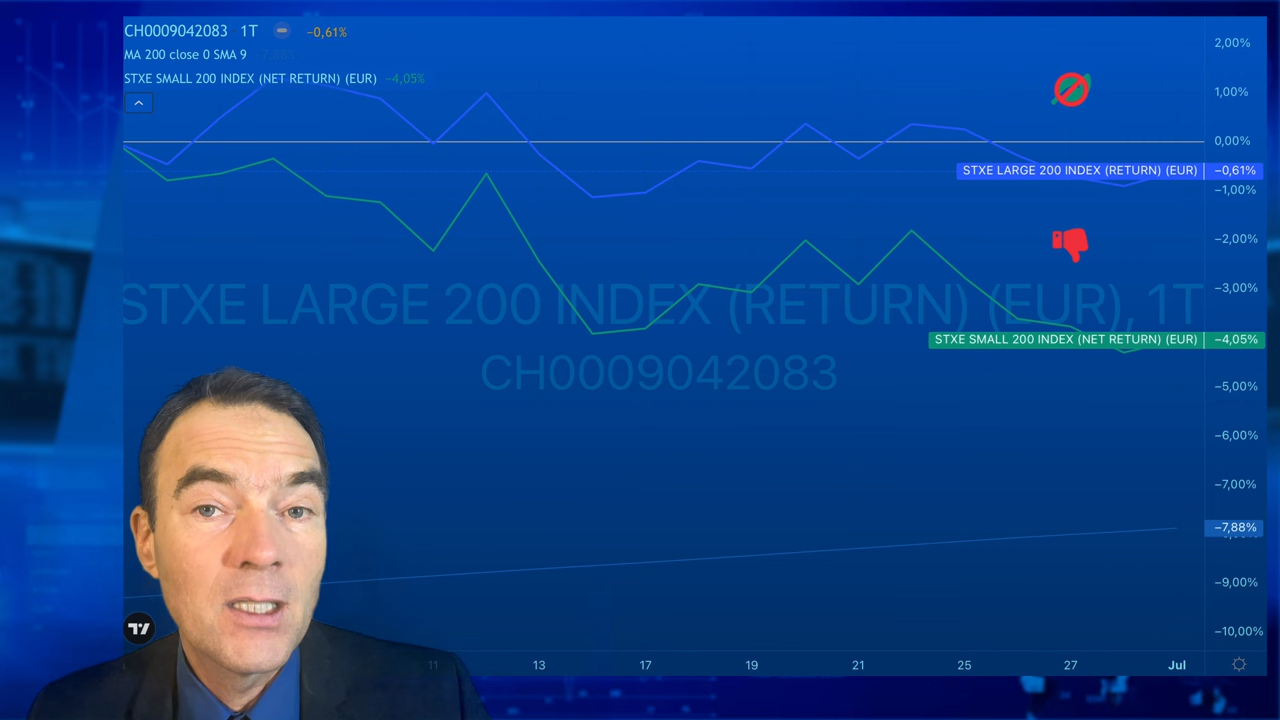 CH0009042083 1T −0,61%
MA 200 close 0 SMA 9 −7,88%
STXE SMALL 200 INDEX (NET RETURN) (EUR) −4,05%
2,00%
1,00%
0,00%
STXE LARGE 200 INDEX (RETURN) (EUR) −0,61%
−1,00%
−2,00%
−3,00%
STXE LARGE 200 INDEX (RETURN) (EUR), 1T
STXE SMALL 200 INDEX (NET RETURN) (EUR) −4,05%
CH0009042083
−5,00%
−6,00%
−7,00%
−7,88%
−9,00%
−10,00%
11 13 17 19 21 25 27 Jul